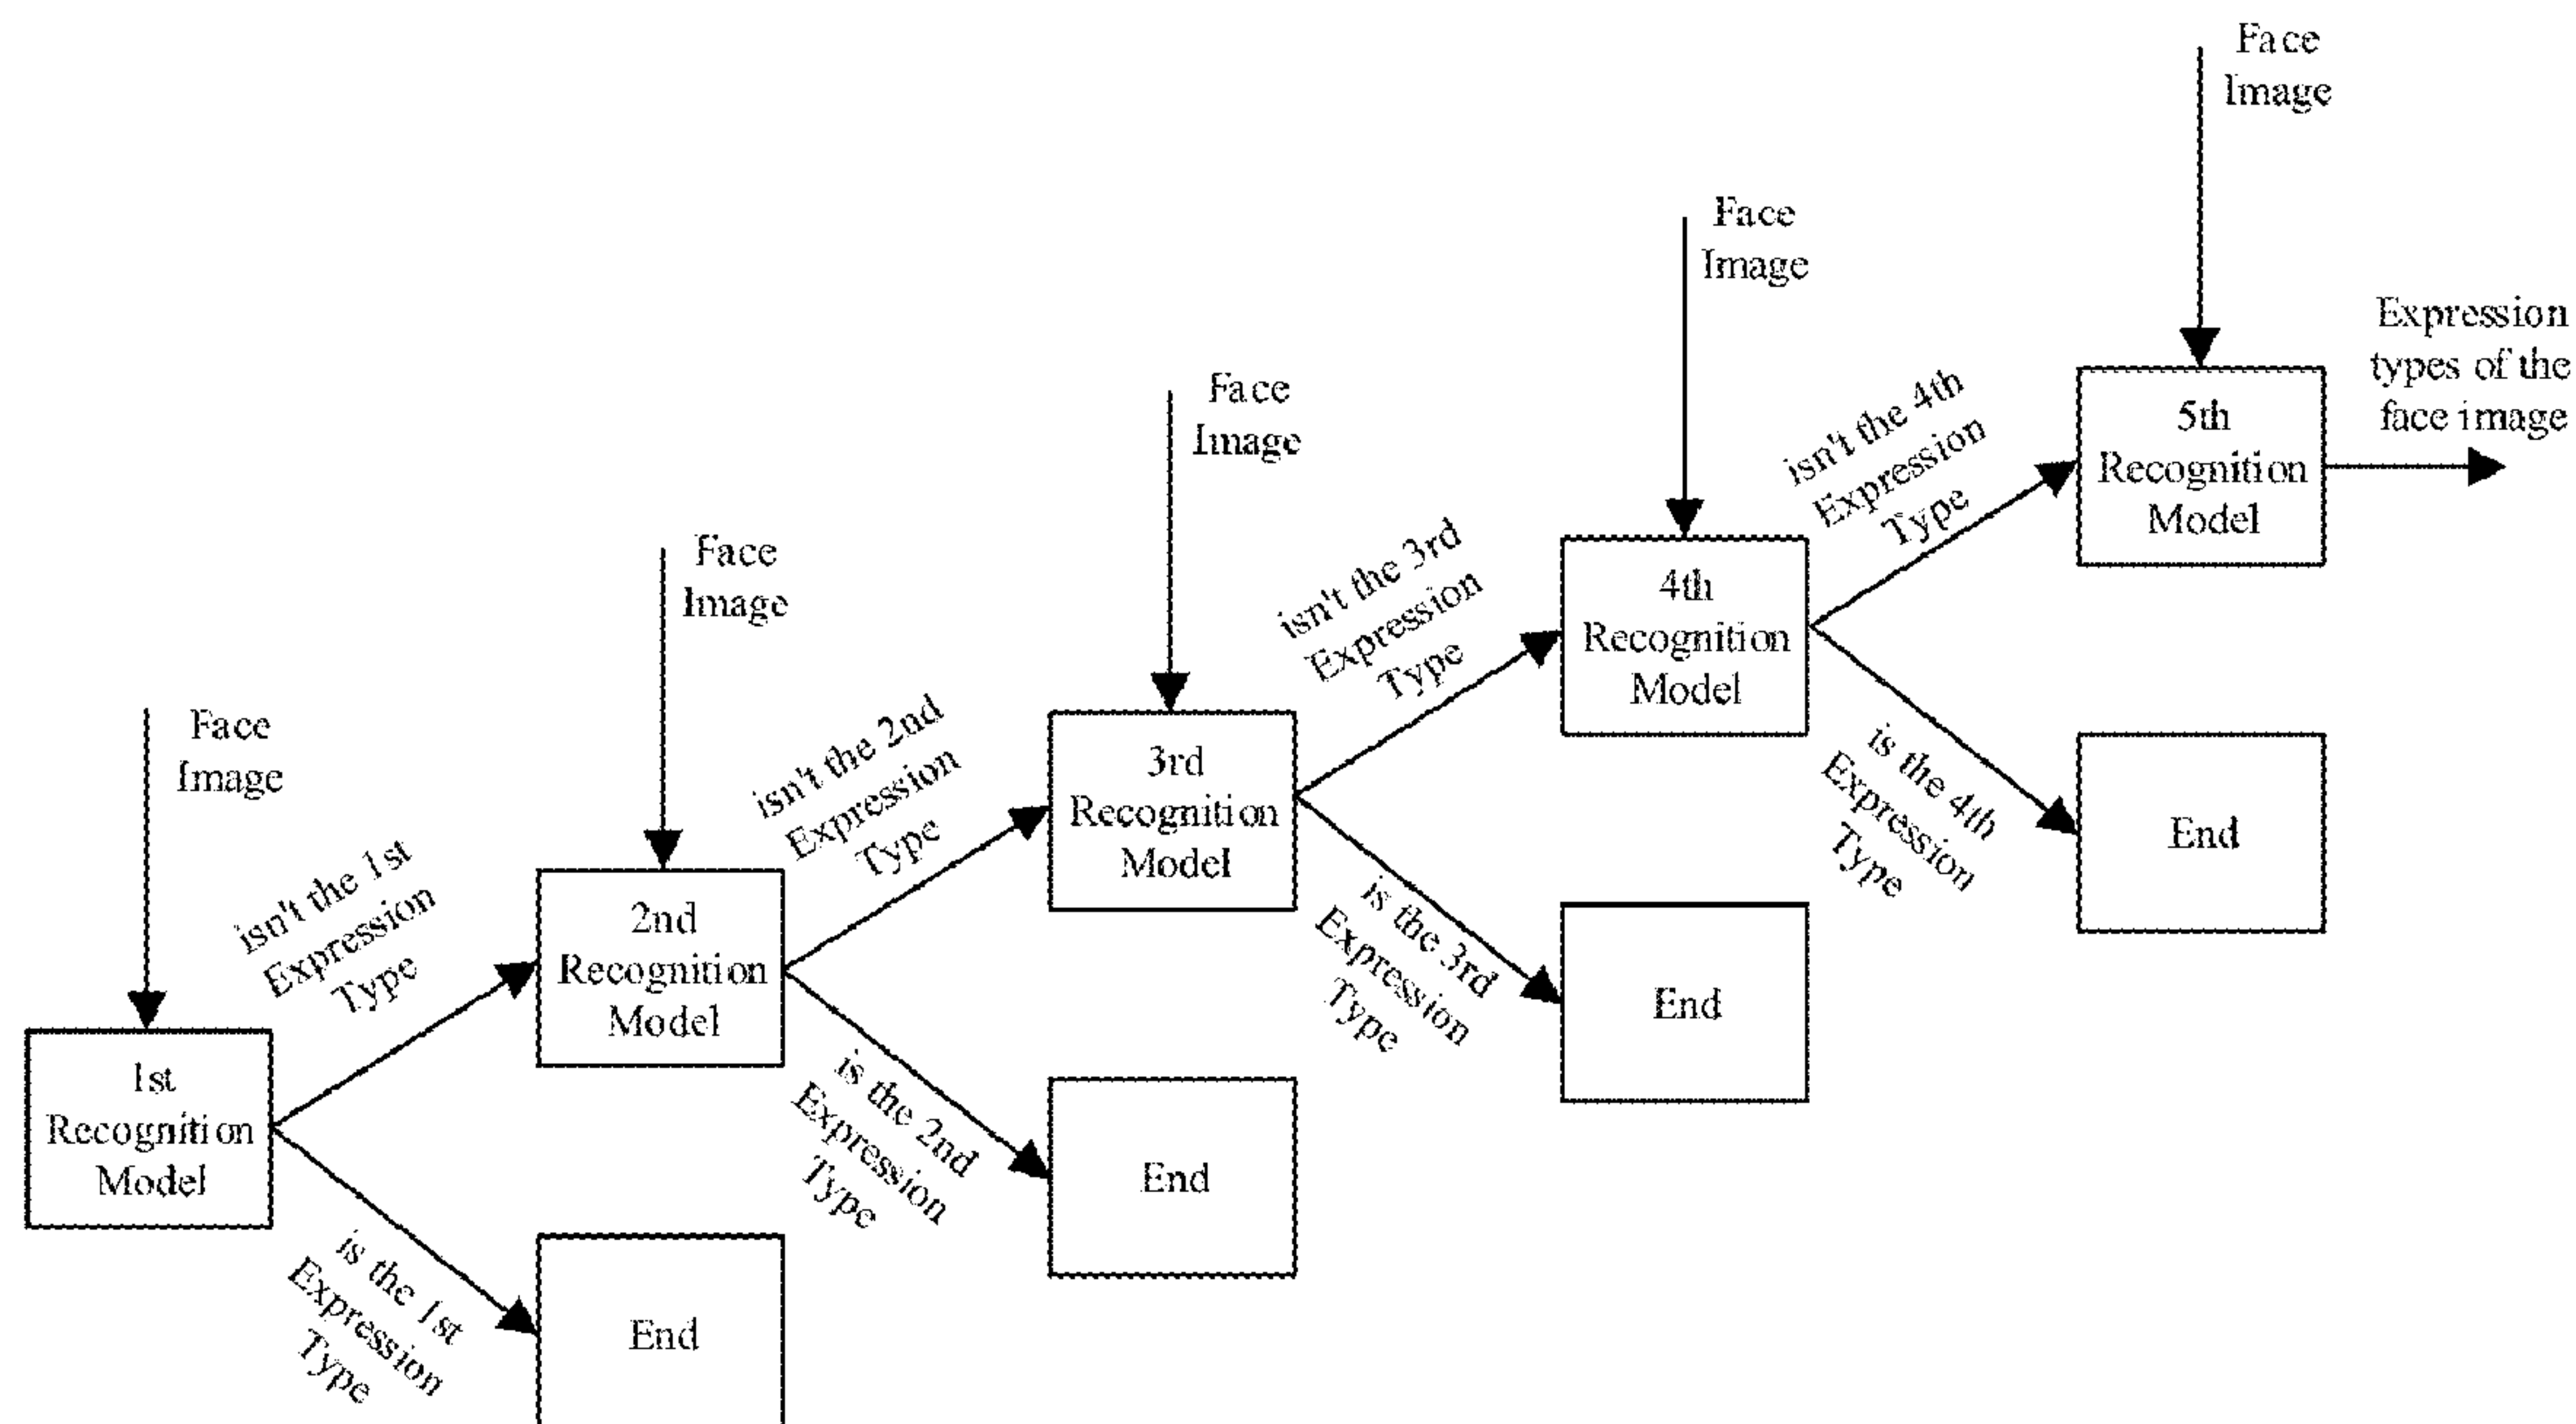 Face
Image
isn't the 1st
Expression
Type
1st
Recognition
Model
is the 1st
Expression
Type
End
Face
Image
isn't the 2nd
Expression
Type
2nd
Recognition
Model
is the 2nd
Expression
Type
End
Face
Image
isn't the 3rd
Expression
Type
3rd
Recognition
Model
is the 3rd
Expression
Type
End
Face
Image
isn't the 4th
Expression
Type
4th
Recognition
Model
is the 4th
Expression
Type
End
Face
Image
5th
Recognition
Model
Expression
types of the
face image